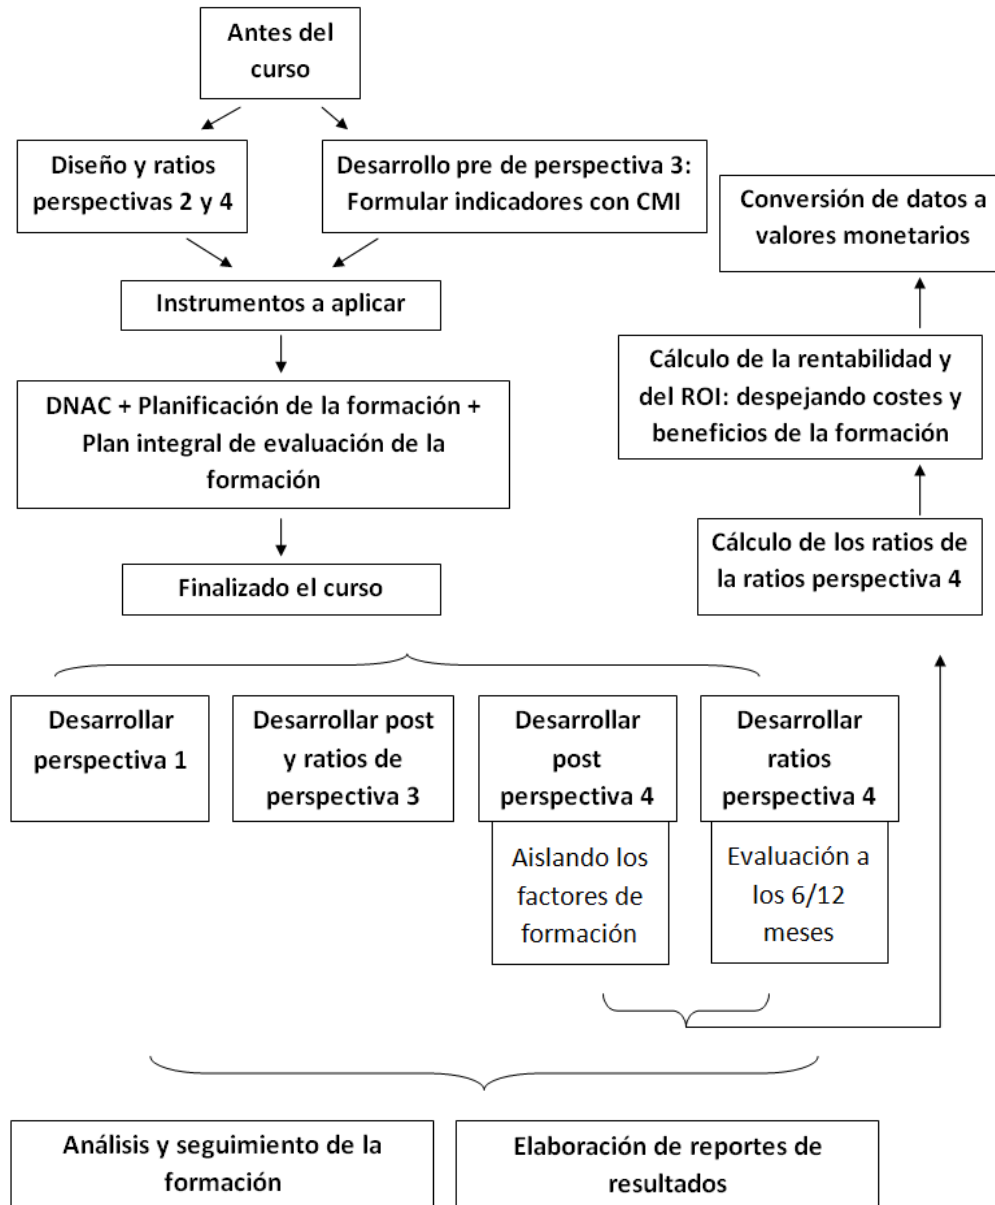 Antes del
curso
Diseño y ratios
perspectivas 2 y 4
Desarrollo pre de perspectiva 3:
Formular indicadores con CMI
Conversión de datos a
valores monetarios
Instrumentos a aplicar
Cálculo de la rentabilidad y
del ROI: despejando costes y
beneficios de la formación
DNAC + Planificación de la formación +
Plan integral de evaluación de la
formación
Cálculo de los ratios de
la ratios perspectiva 4
Finalizado el curso
Desarrollar
perspectiva 1
Desarrollar post
y ratios de
perspectiva 3
Desarrollar
post
perspectiva 4
Desarrollar
ratios
perspectiva 4
Aislando los
factores de
formación
Evaluación a
los 6/12
meses
Análisis y seguimiento de la
formación
Elaboración de reportes de
resultados